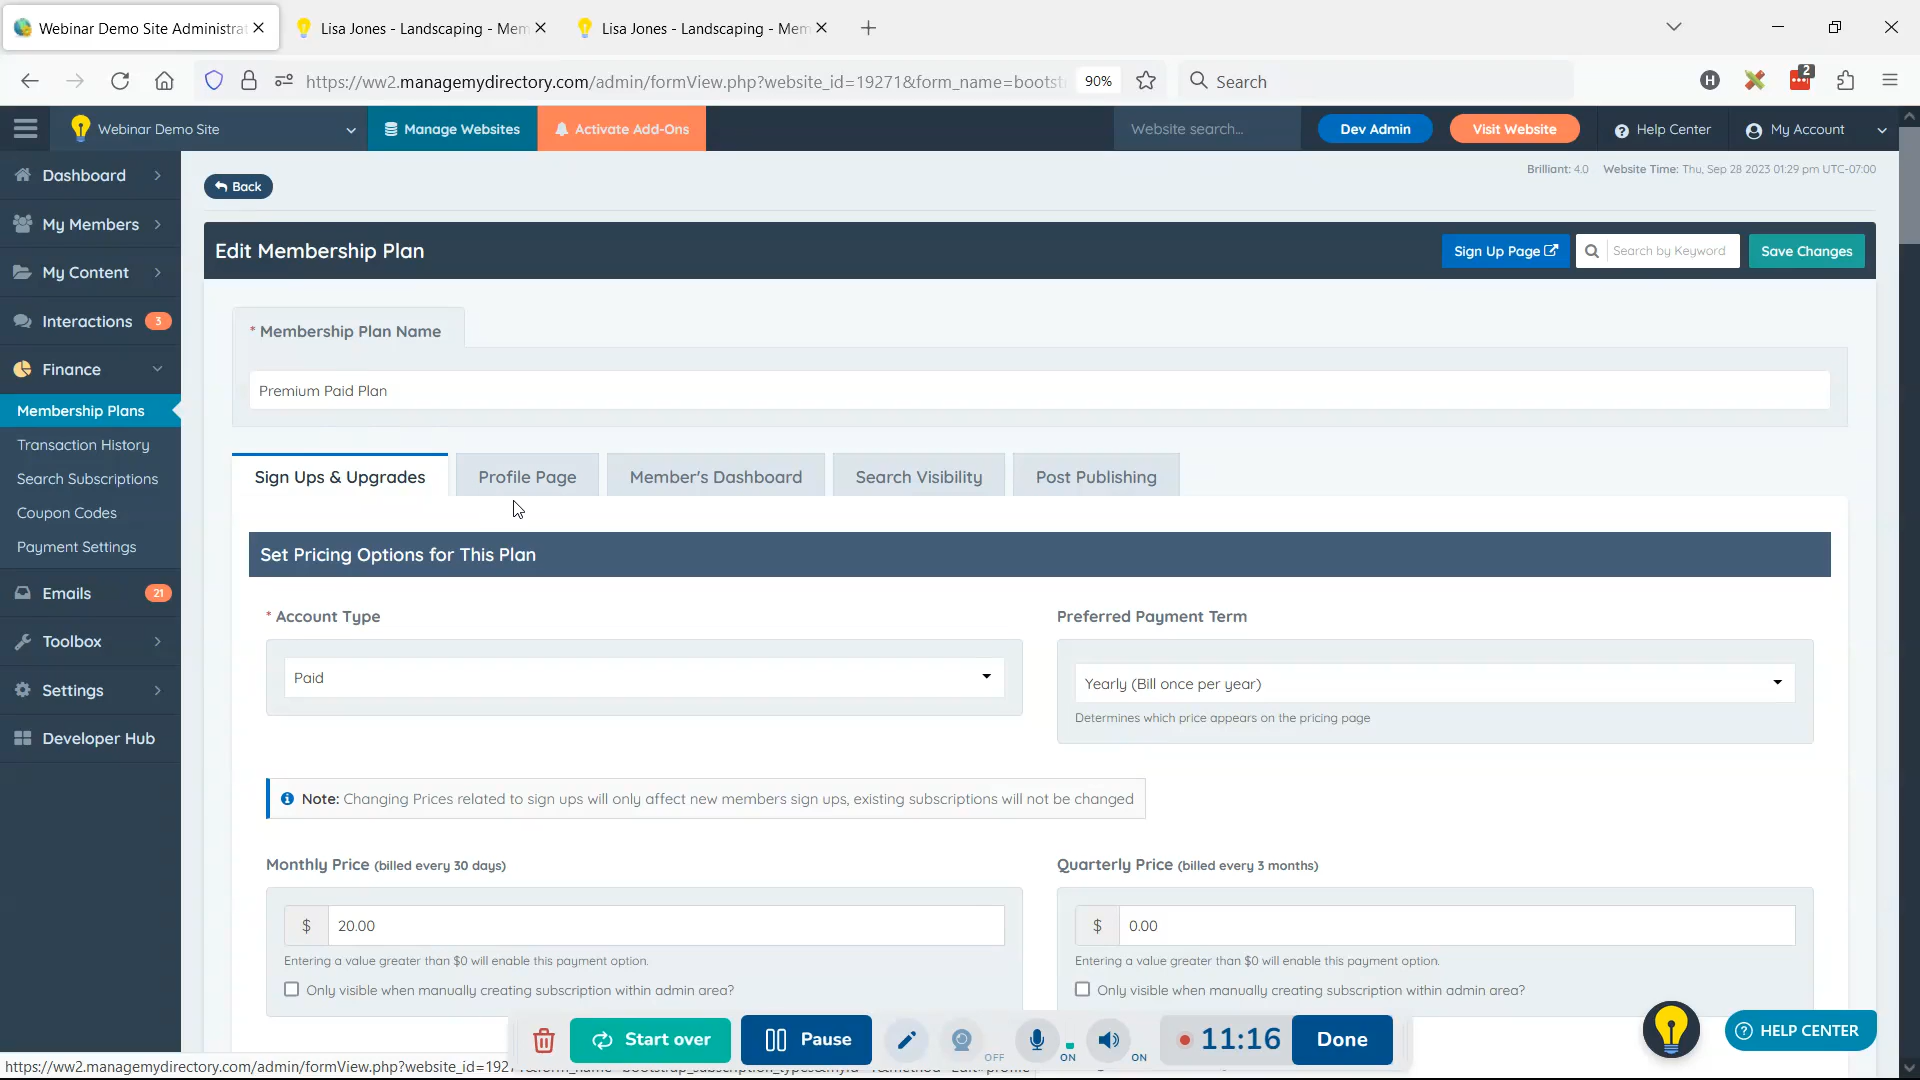 Webinar Demo Site Administrat
Lisa Jones - Landscaping - Mem
Lisa Jones - Landscaping - Mem
https://ww2.managemydirectory.com/admin/formView.php?website_id=19271&form_name=bootst
90%
Search
2
Webinar Demo Site
Manage Websites
Activate Add-Ons
Website search...
Dev Admin
Visit Website
Help Center
My Account
Brilliant: 4.0 Website Time: Thu, Sep 28 2023 01:29 pm UTC-07:00
Dashboard
My Members
My Content
Interactions 3
Finance
Membership Plans
Transaction History
Search Subscriptions
Coupon Codes
Payment Settings
Emails 21
Toolbox
Settings
Developer Hub
Back
Edit Membership Plan
Sign Up Page
Search by Keyword
Save Changes
* Membership Plan Name
Premium Paid Plan
Sign Ups & Upgrades
Profile Page
Member's Dashboard
Search Visibility
Post Publishing
Set Pricing Options for This Plan
* Account Type
Paid
Preferred Payment Term
Yearly (Bill once per year)
Determines which price appears on the pricing page
Note: Changing Prices related to sign ups will only affect new members sign ups, existing subscriptions will not be changed
Monthly Price (billed every 30 days)
$ 20.00
Entering a value greater than $0 will enable this payment option.
Only visible when manually creating subscription within admin area?
Quarterly Price (billed every 3 months)
$ 0.00
Entering a value greater than $0 will enable this payment option.
Only visible when manually creating subscription within admin area?
Start over
Pause
OFF
ON
ON
11:16
Done
HELP CENTER
https://ww2.managemydirectory.com/admin/formView.php?website_id=1927